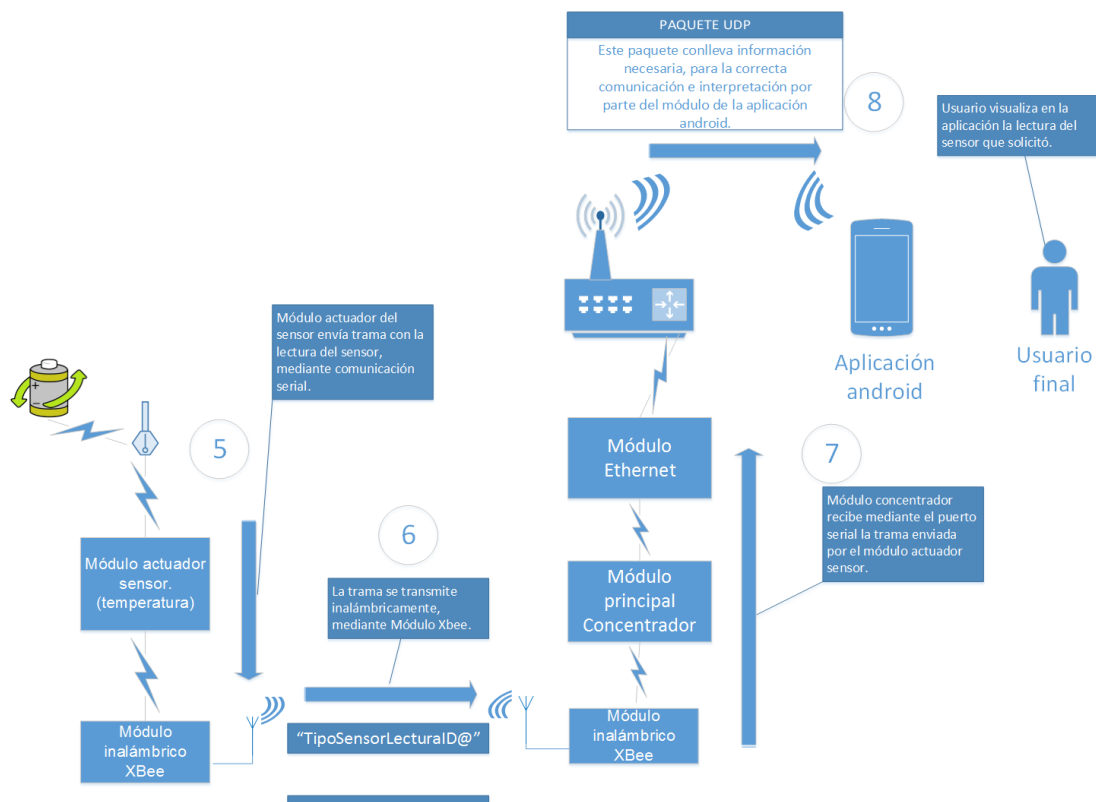 PAQUETE UDP
Este paquete conlleva información
necesaria, para la correcta
comunicación e interpretación por
parte del módulo de la aplicación
android.
8
Usuario visualiza en la
aplicación la lectura del
sensor que solicitó.
Módulo actuador del
sensor envía trama con la
lectura del sensor,
mediante comunicación
serial.
Aplicación
android
Usuario
final
5
Módulo
Ethernet
7
Módulo concentrador
recibe mediante el puerto
serial la trama enviada
por el módulo actuador
sensor.
6
Módulo actuador
sensor.
(temperatura)
La trama se transmite
inalámbricamente,
mediante Módulo Xbee.
Módulo
principal
Concentrador
Módulo
inalámbrico
XBee
“TipoSensorLecturaID@”
Módulo
inalámbrico
XBee